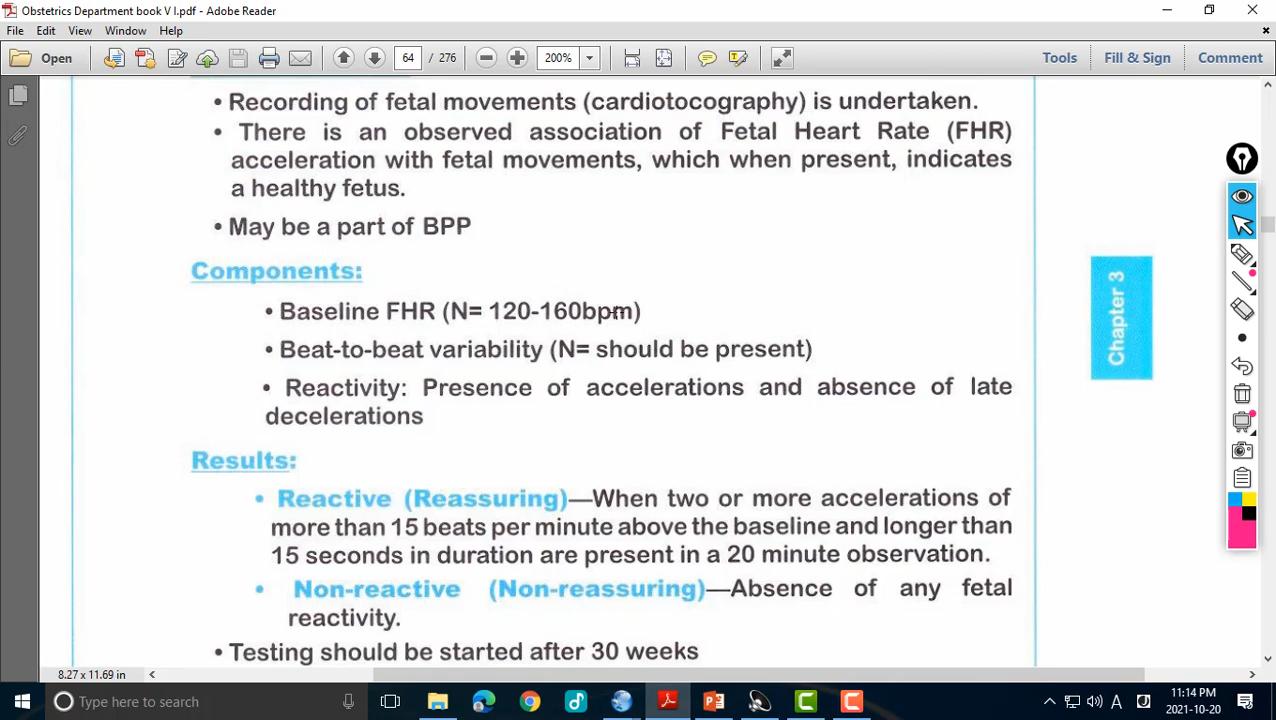 Obstetrics Department book V I.pdf - Adobe Reader
File Edit View Window Help
Open 64 / 276 200% Tools Fill & Sign Comment
• Recording of fetal movements (cardiotocography) is undertaken.
• There is an observed association of Fetal Heart Rate (FHR)
acceleration with fetal movements, which when present, indicates
a healthy fetus.
• May be a part of BPP
Components:
• Baseline FHR (N= 120-160bpm)
• Beat-to-beat variability (N= should be present)
• Reactivity: Presence of accelerations and absence of late
decelerations
Chapter 3
Results:
• Reactive (Reassuring)—When two or more accelerations of
more than 15 beats per minute above the baseline and longer than
15 seconds in duration are present in a 20 minute observation.
• Non-reactive (Non-reassuring)—Absence of any fetal
reactivity.
• Testing should be started after 30 weeks
8.27 x 11.69 in
Type here to search
11:14 PM
2021-10-20